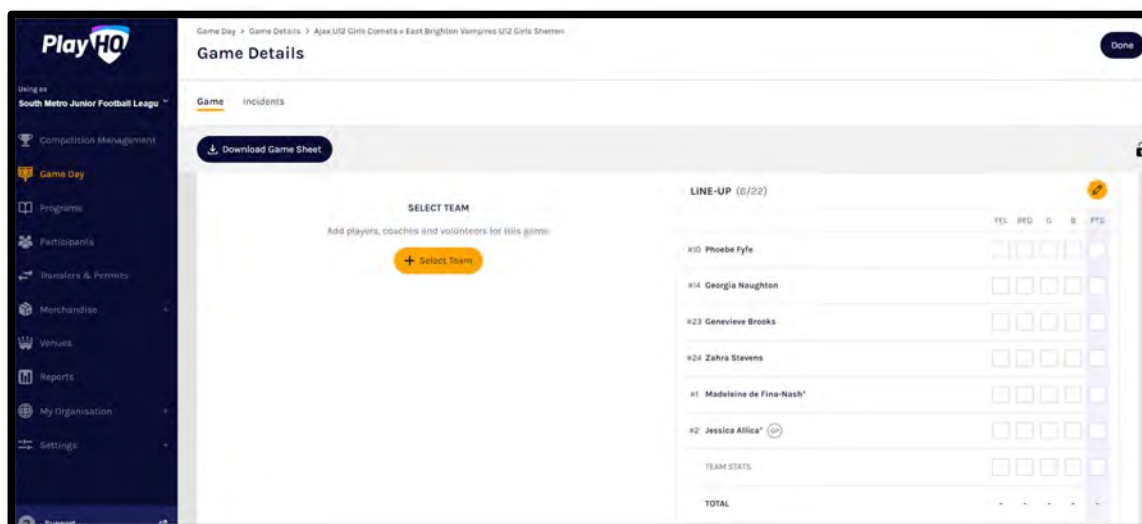 PlayHQ
Using as
South Metro Junior Football Leagu
Competition Management
Game Day
Programs
Participants
Transfers & Permits
Merchandise +
Venues
Reports
My Organisation +
Settings +
Support
Game Day > Game Details > Ajax U12 Girls Comets v East Brighton Vampires U12 Girls Sherren
Game Details
Done
Game Incidents
Download Game Sheet
SELECT TEAM
Add players, coaches and volunteers for this game.
+ Select Team
LINE-UP (6/22)
YEL RED G B PTS
#10 Phoebe Fyfe
#14 Georgia Naughton
#23 Genevieve Brooks
#24 Zahra Stevens
#1 Madeleine de Fina-Nash*
#2 Jessica Allica* GP
TEAM STATS
TOTAL - - - - -